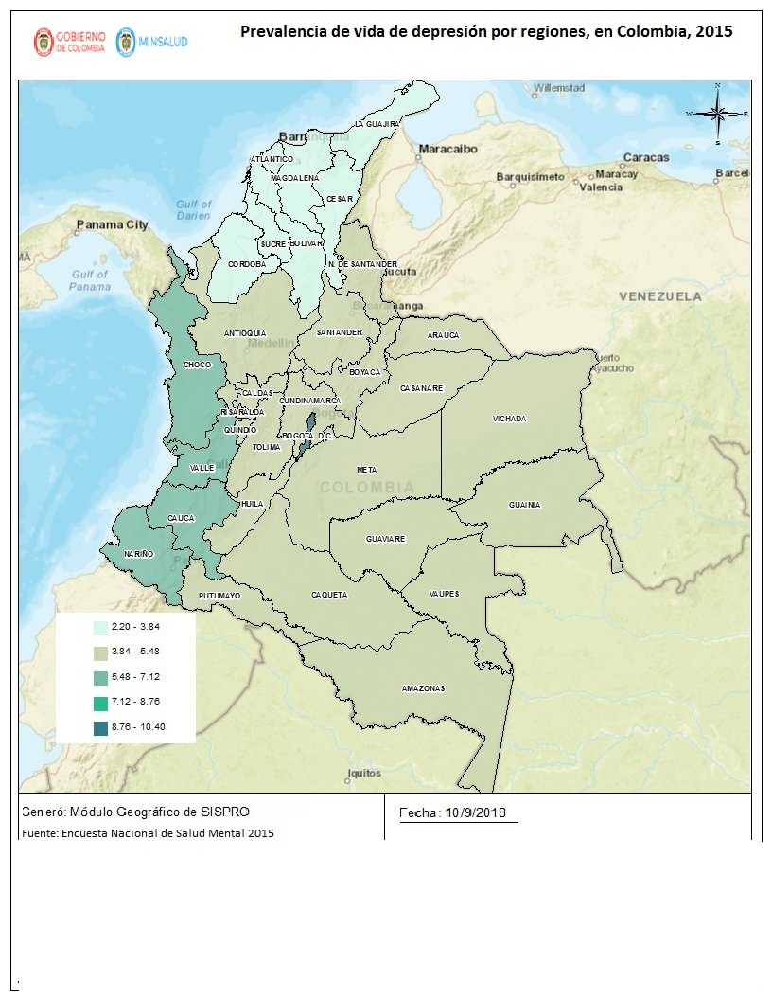 GOBIERNO
DE COLOMBIA
MINSALUD
Prevalencia de vida de depresión por regiones, en Colombia, 2015
Willemstad
N
W E
S
LA GUAJIRA
ATLANTICO
MAGDALENA
CESAR
Maracaibo
Caracas
Barquisimeto
Maracay
Valencia
Barcel
Gulf of
Darien
Panama City
SUCRE
BOLIVAR
CORDOBA
N. DE SANTANDER
Gulf of
Panama
VENEZUELA
ANTIOQUIA
Medellin
SANTANDER
ARAUCA
CHOCO
BOYACA
CASANARE
CALDAS
CUNDINAMARCA
RISARALDA
QUINDIO
BOGOTA D.C.
VICHADA
TOLIMA
VALLE
META
COLOMBIA
HUILA
GUAINIA
CAUCA
GUAVIARE
NARIÑO
PUTUMAYO
CAQUETA
VAUPES
AMAZONAS
2.20 - 3.84
3.84 - 5.48
5.48 - 7.12
7.12 - 8.76
8.76 - 10.40
Iquitos
Generó: Módulo Geográfico de SISPRO
Fecha: 10/9/2018
Fuente: Encuesta Nacional de Salud Mental 2015